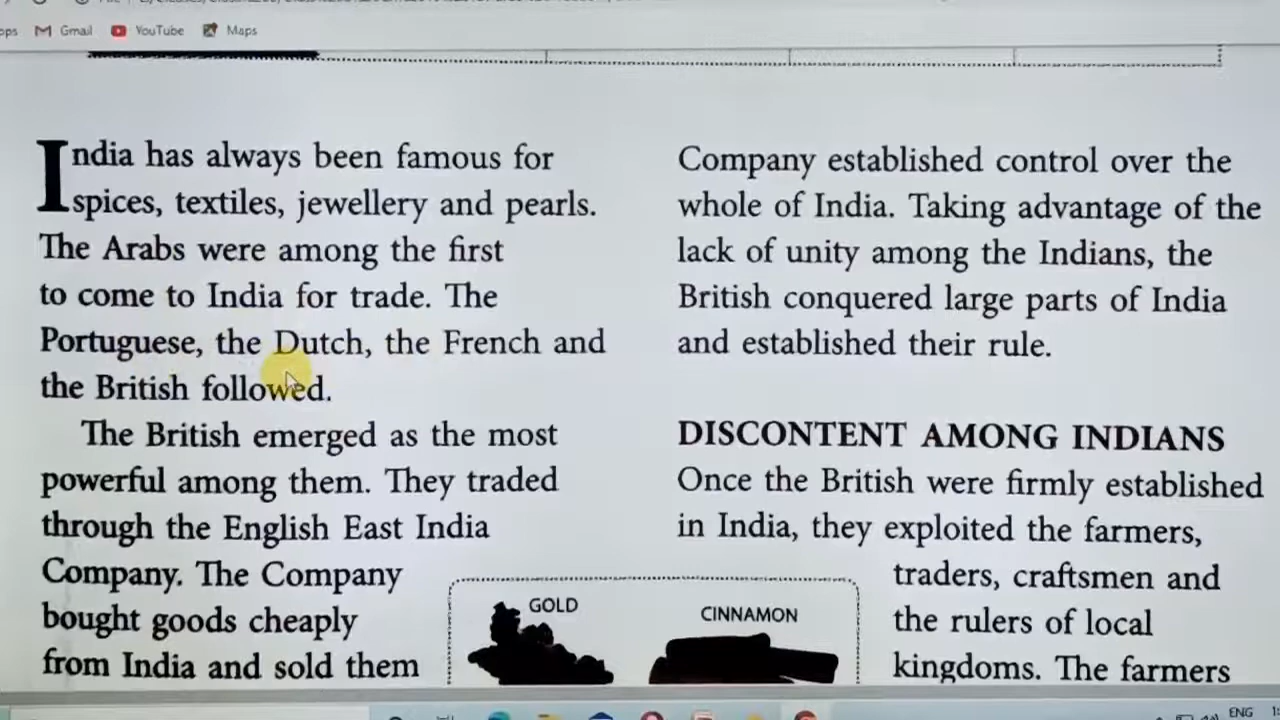 Gmail
YouTube
Maps
India has always been famous for
spices, textiles, jewellery and pearls.
The Arabs were among the first
to come to India for trade. The
Portuguese, the Dutch, the French and
the British followed.
The British emerged as the most
powerful among them. They traded
through the English East India
Company. The Company
bought goods cheaply
from India and sold them
GOLD
CINNAMON
Company established control over the
whole of India. Taking advantage of the
lack of unity among the Indians, the
British conquered large parts of India
and established their rule.
DISCONTENT AMONG INDIANS
Once the British were firmly established
in India, they exploited the farmers,
traders, craftsmen and
the rulers of local
kingdoms. The farmers
ENG